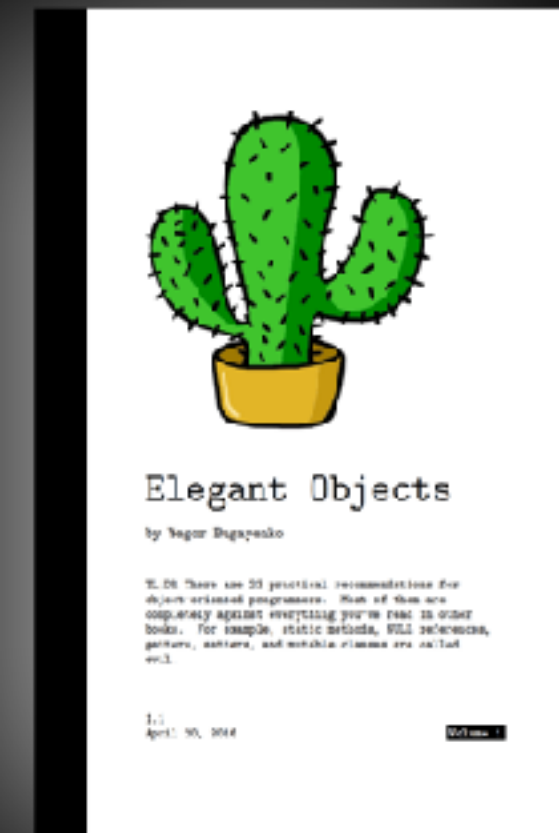 Elegant Objects
by Yegor Bugayenko
TL;DR There are 23 practical recommendations for
object-oriented programmers. Most of them are
completely against everything you've read in other
books. For example, static methods, NULL references,
getters, setters, and mutable classes are called
evil.
1.1
April 30, 2016
Volume 1